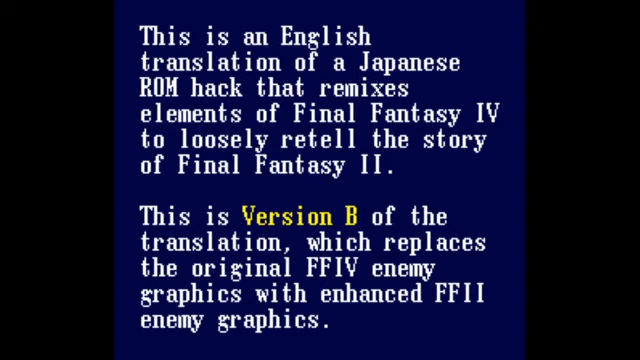 This is an English
translation of a Japanese
ROM hack that remixes
elements of Final Fantasy IV
to loosely retell the story
of Final Fantasy II.
This is Version B of the
translation, which replaces
the original FFIV enemy
graphics with enhanced FFII
enemy graphics.